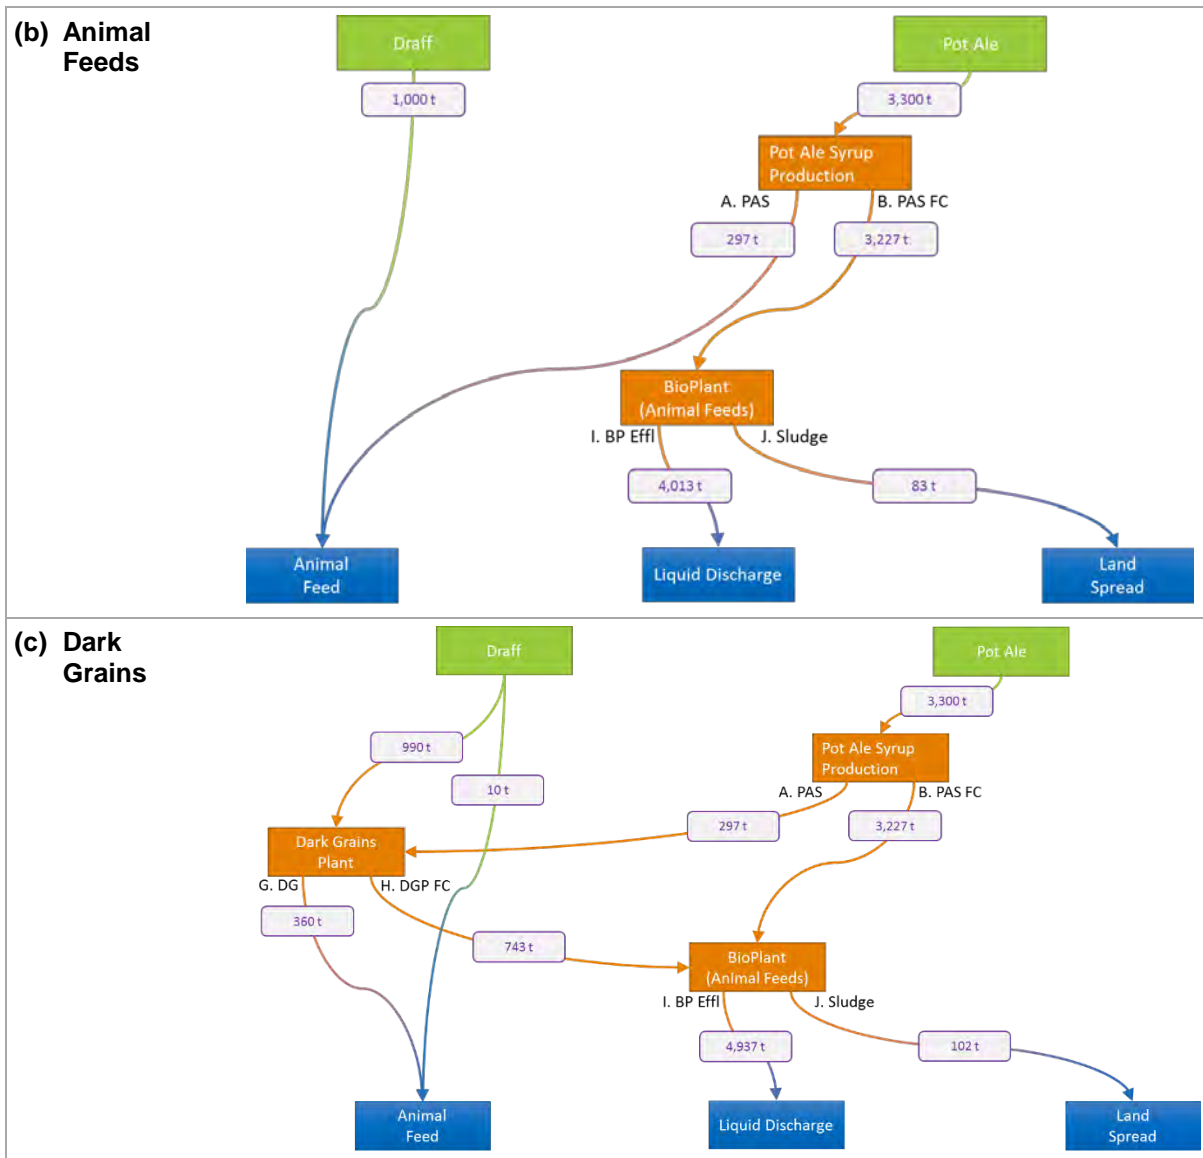 (b) Animal
Feeds
Draff
Pot Ale
1,000 t
3,300 t
Pot Ale Syrup
Production
A. PAS
B. PAS FC
297 t
3,227 t
BioPlant
(Animal Feeds)
I. BP Effl
J. Sludge
4,013 t
83 t
Animal
Feed
Liquid Discharge
Land
Spread
(c) Dark
Grains
Draff
Pot Ale
3,300 t
990 t
Pot Ale Syrup
Production
10 t
A. PAS
B. PAS FC
297 t
3,227 t
Dark Grains
Plant
G. DG
H. DGP FC
360 t
743 t
BioPlant
(Animal Feeds)
I. BP Effl
J. Sludge
4,937 t
102 t
Animal
Feed
Liquid Discharge
Land
Spread